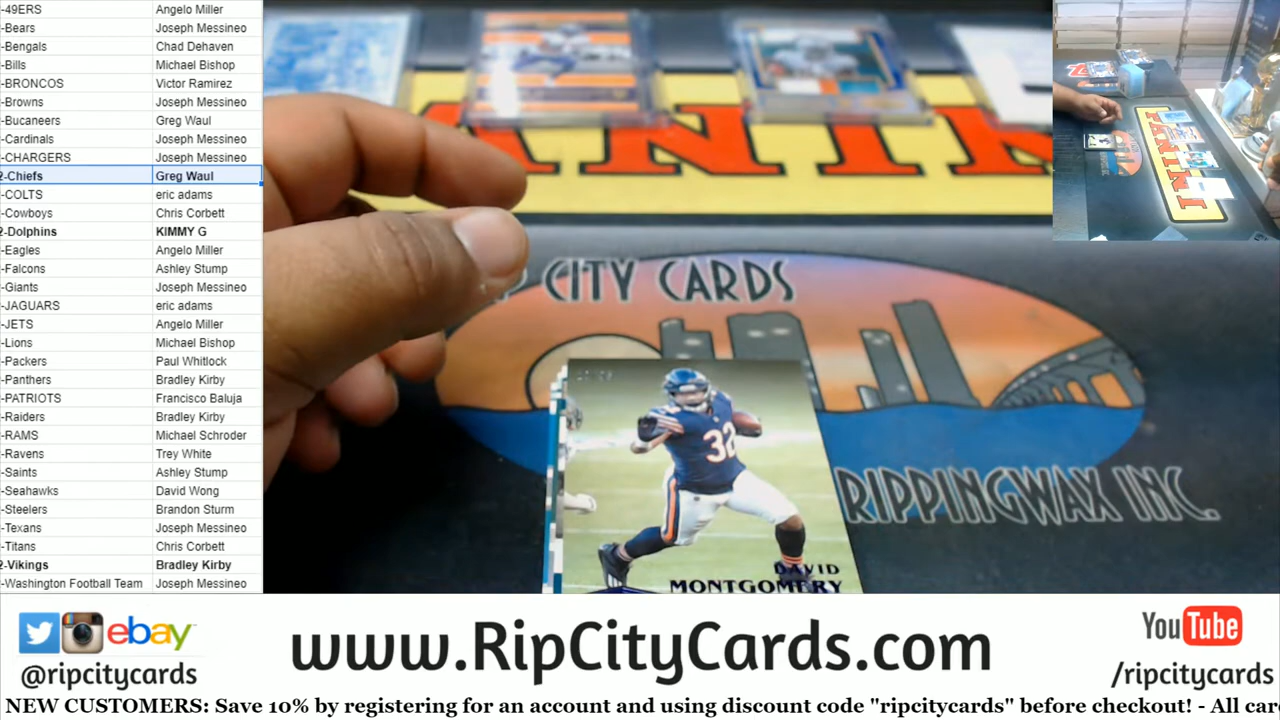 -49ERS Angelo Miller
-Bears Joseph Messineo
-Bengals Chad Dehaven
-Bills Michael Bishop
-BRONCOS Victor Ramirez
-Browns Joseph Messineo
-Bucaneers Greg Waul
-Cardinals Joseph Messineo
-CHARGERS Joseph Messineo
2-Chiefs Greg Waul
-COLTS eric adams
-Cowboys Chris Corbett
2-Dolphins KIMMY G
-Eagles Angelo Miller
-Falcons Ashley Stump
-Giants Joseph Messineo
-JAGUARS eric adams
-JETS Angelo Miller
-Lions Michael Bishop
-Packers Paul Whitlock
-Panthers Bradley Kirby
-PATRIOTS Francisco Baluja
-Raiders Bradley Kirby
-RAMS Michael Schroder
-Ravens Trey White
-Saints Ashley Stump
-Seahawks David Wong
-Steelers Brandon Sturm
-Texans Joseph Messineo
-Titans Chris Corbett
2-Vikings Bradley Kirby
-Washington Football Team Joseph Messineo
ANINI
PANINI
P CITY CARDS
RIPPINGWAX INC.
32
DAVID
MONTGOMERY
ebay
@ripcitycards
www.RipCityCards.com
YouTube
/ripcitycards
NEW CUSTOMERS: Save 10% by registering for an account and using discount code "ripcitycards" before checkout! - All car